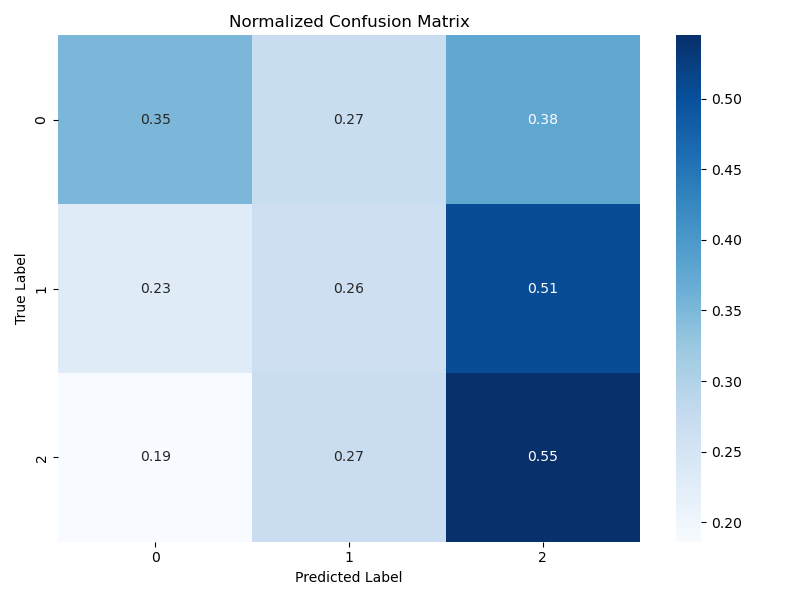 Normalized Confusion Matrix
True Label
0 0.35 0.27 0.38
1 0.23 0.26 0.51
2 0.19 0.27 0.55
0 1 2
Predicted Label
0.50
0.45
0.40
0.35
0.30
0.25
0.20